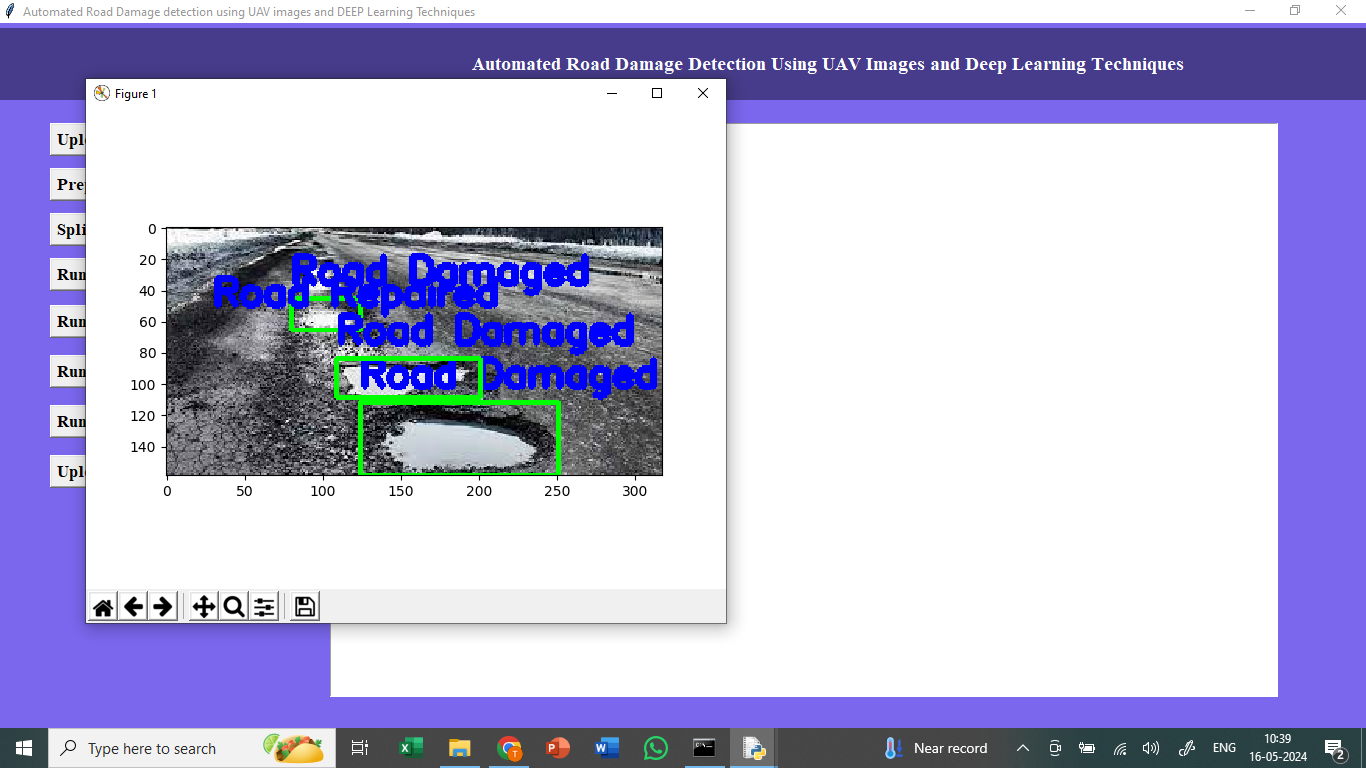 Automated Road Damage detection using UAV images and DEEP Learning Techniques
Automated Road Damage Detection Using UAV Images and Deep Learning Techniques
Figure 1
Uplo
Prep
Spli
Run
Run
Run
Run
Uplo
Road Damaged
Road Repaired
Road Damaged
Road Damaged
0
20
40
60
80
100
120
140
0 50 100 150 200 250 300
Type here to search
Near record
ENG
10:39
16-05-2024
2